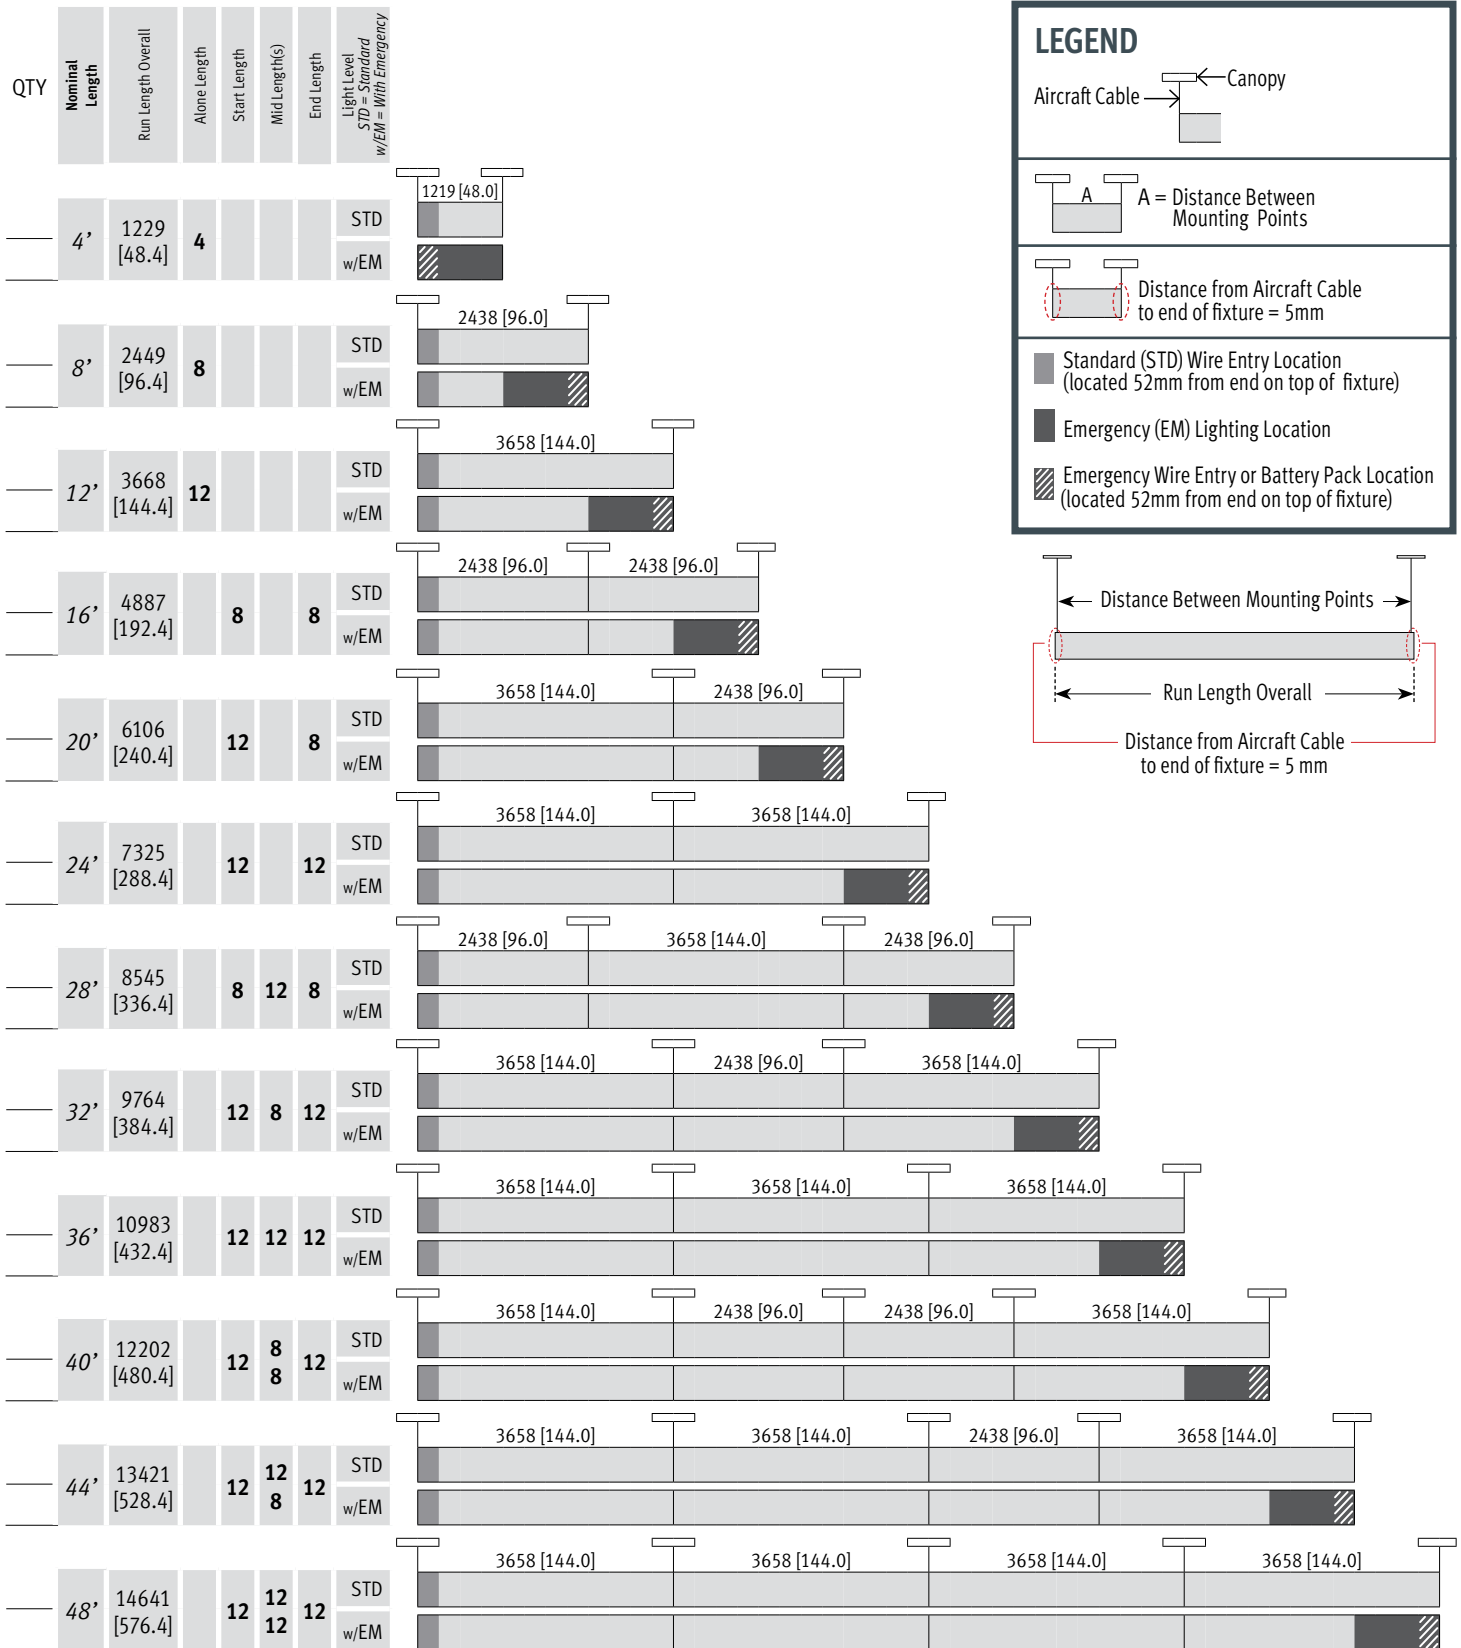 QTY
Nominal
Length
Run Length Overall
Alone Length
Start Length
Mid Length(s)
End Length
Light Level
STD = Standard
w/EM = With Emergency
LEGEND
Canopy
Aircraft Cable
A
A = Distance Between
Mounting Points
Distance from Aircraft Cable
to end of fixture = 5mm
Standard (STD) Wire Entry Location
(located 52mm from end on top of fixture)
Emergency (EM) Lighting Location
Emergency Wire Entry or Battery Pack Location
(located 52mm from end on top of fixture)
Distance Between Mounting Points
Run Length Overall
Distance from Aircraft Cable
to end of fixture = 5 mm
1219 [48.0]
4’ 1229 [48.4] 4 STD
w/EM
2438 [96.0]
8’ 2449 [96.4] 8 STD
w/EM
3658 [144.0]
12’ 3668 [144.4] 12 STD
w/EM
2438 [96.0] 2438 [96.0]
16’ 4887 [192.4] 8 8 STD
w/EM
3658 [144.0] 2438 [96.0]
20’ 6106 [240.4] 12 8 STD
w/EM
3658 [144.0] 3658 [144.0]
24’ 7325 [288.4] 12 12 STD
w/EM
2438 [96.0] 3658 [144.0] 2438 [96.0]
28’ 8545 [336.4] 8 12 8 STD
w/EM
3658 [144.0] 2438 [96.0] 3658 [144.0]
32’ 9764 [384.4] 12 8 12 STD
w/EM
3658 [144.0] 3658 [144.0] 3658 [144.0]
36’ 10983 [432.4] 12 12 12 STD
w/EM
3658 [144.0] 2438 [96.0] 2438 [96.0] 3658 [144.0]
40’ 12202 [480.4] 12 8 8 12 STD
w/EM
3658 [144.0] 3658 [144.0] 2438 [96.0] 3658 [144.0]
44’ 13421 [528.4] 12 12 8 12 STD
w/EM
3658 [144.0] 3658 [144.0] 3658 [144.0] 3658 [144.0]
48’ 14641 [576.4] 12 12 12 12 STD
w/EM